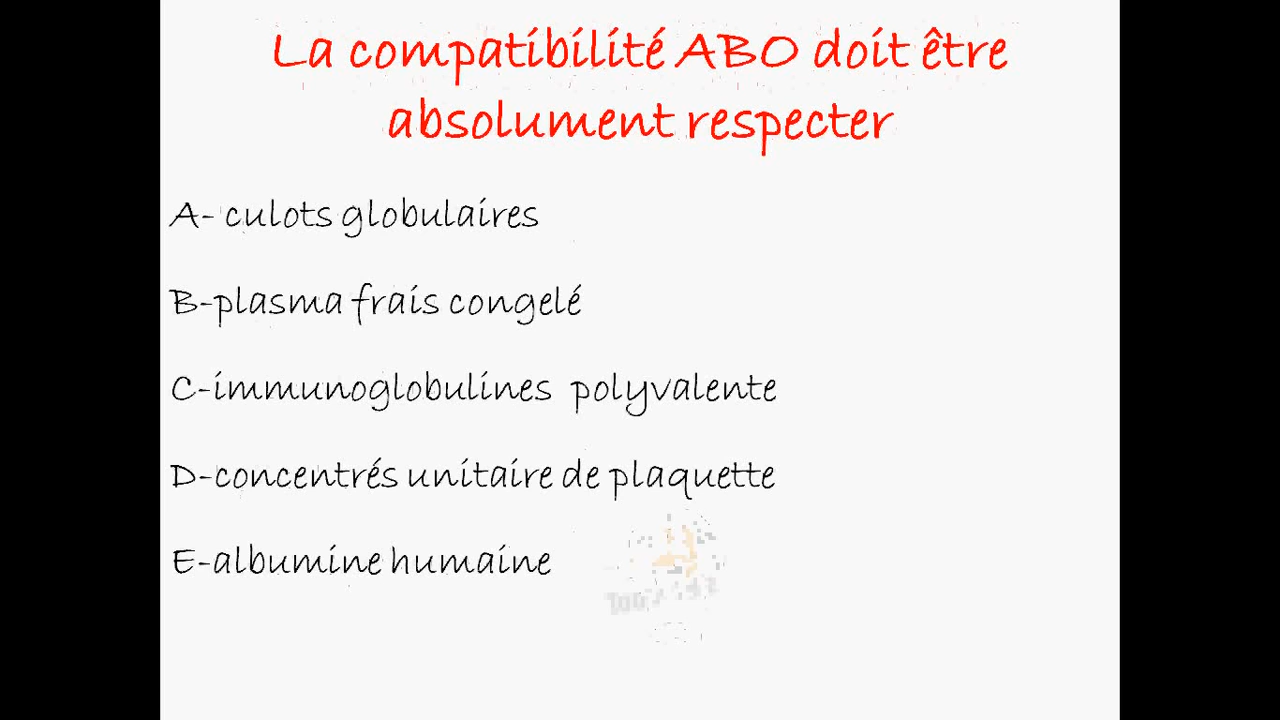 La compatibilité ABO doit être
absolument respecter
A- culots globulaires
B-plasma frais congelé
C-immunoglobulines polyvalente
D-concentrés unitaire de plaquette
E-albumine humaine